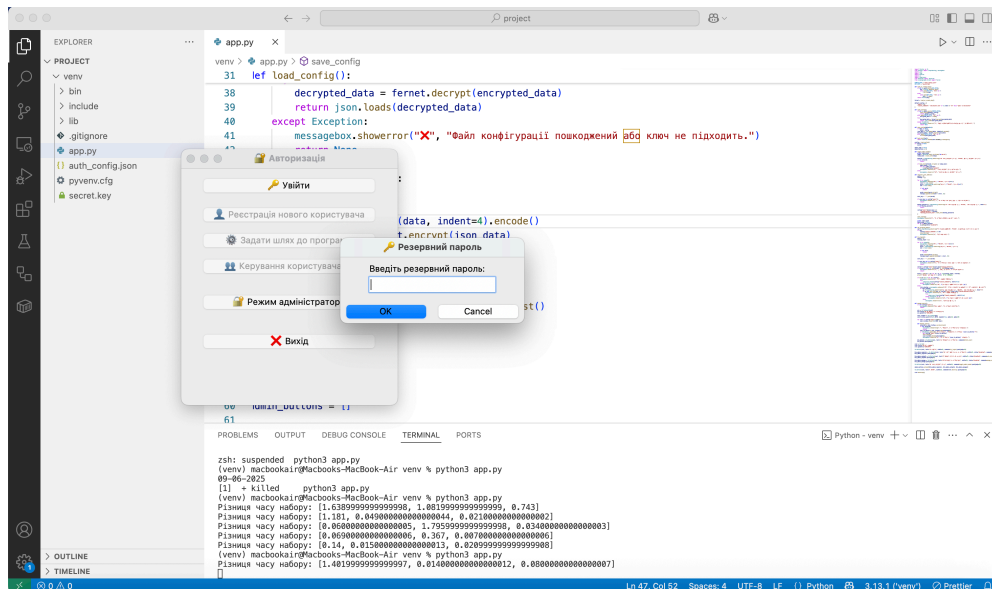 project
EXPLORER
app.py
PROJECT
venv
bin
include
lib
.gitignore
app.py
auth_config.json
pyvenv.cfg
secret.key
OUTLINE
TIMELINE
venv > app.py > save_config
31 lef load_config():
38 decrypted_data = fernet.decrypt(encrypted_data)
39 return json.loads(decrypted_data)
40 except Exception:
41 messagebox.showerror("❌", "Файл конфігурації пошкоджений або ключ не підходить.")
:
(data, indent=4).encode()
t.encrypt(json_data)
st()
60 idmin_buttons = []
61
Авторизація
Увійти
Реєстрація нового користувача
Задати шлях до програ
Керування користувача
Режим адміністратор
Вихід
Резервний пароль
Введіть резервний пароль:
OK
Cancel
PROBLEMS OUTPUT DEBUG CONSOLE TERMINAL PORTS
Python - venv
zsh: suspended python3 app.py
(venv) macbookair@Macbooks-MacBook-Air venv % python3 app.py
09-06-2025
[1] + killed python3 app.py
(venv) macbookair@Macbooks-MacBook-Air venv % python3 app.py
Різниця часу набору: [1.6389999999999998, 1.0819999999999999, 0.743]
Різниця часу набору: [1.181, 0.049000000000000044, 0.02100000000000002]
Різниця часу набору: [0.06000000000000005, 1.7959999999999998, 0.03400000000000003]
Різниця часу набору: [0.06900000000000006, 0.367, 0.007000000000000006]
Різниця часу набору: [0.14, 0.015000000000000013, 0.020999999999999908]
(venv) macbookair@Macbooks-MacBook-Air venv % python3 app.py
Різниця часу набору: [1.401999999999997, 0.014000000000000012, 0.08000000000000007]
0 0
Ln 47, Col 52 Spaces: 4 UTF-8 LF {} Python 3.13.1 ('venv') Prettier